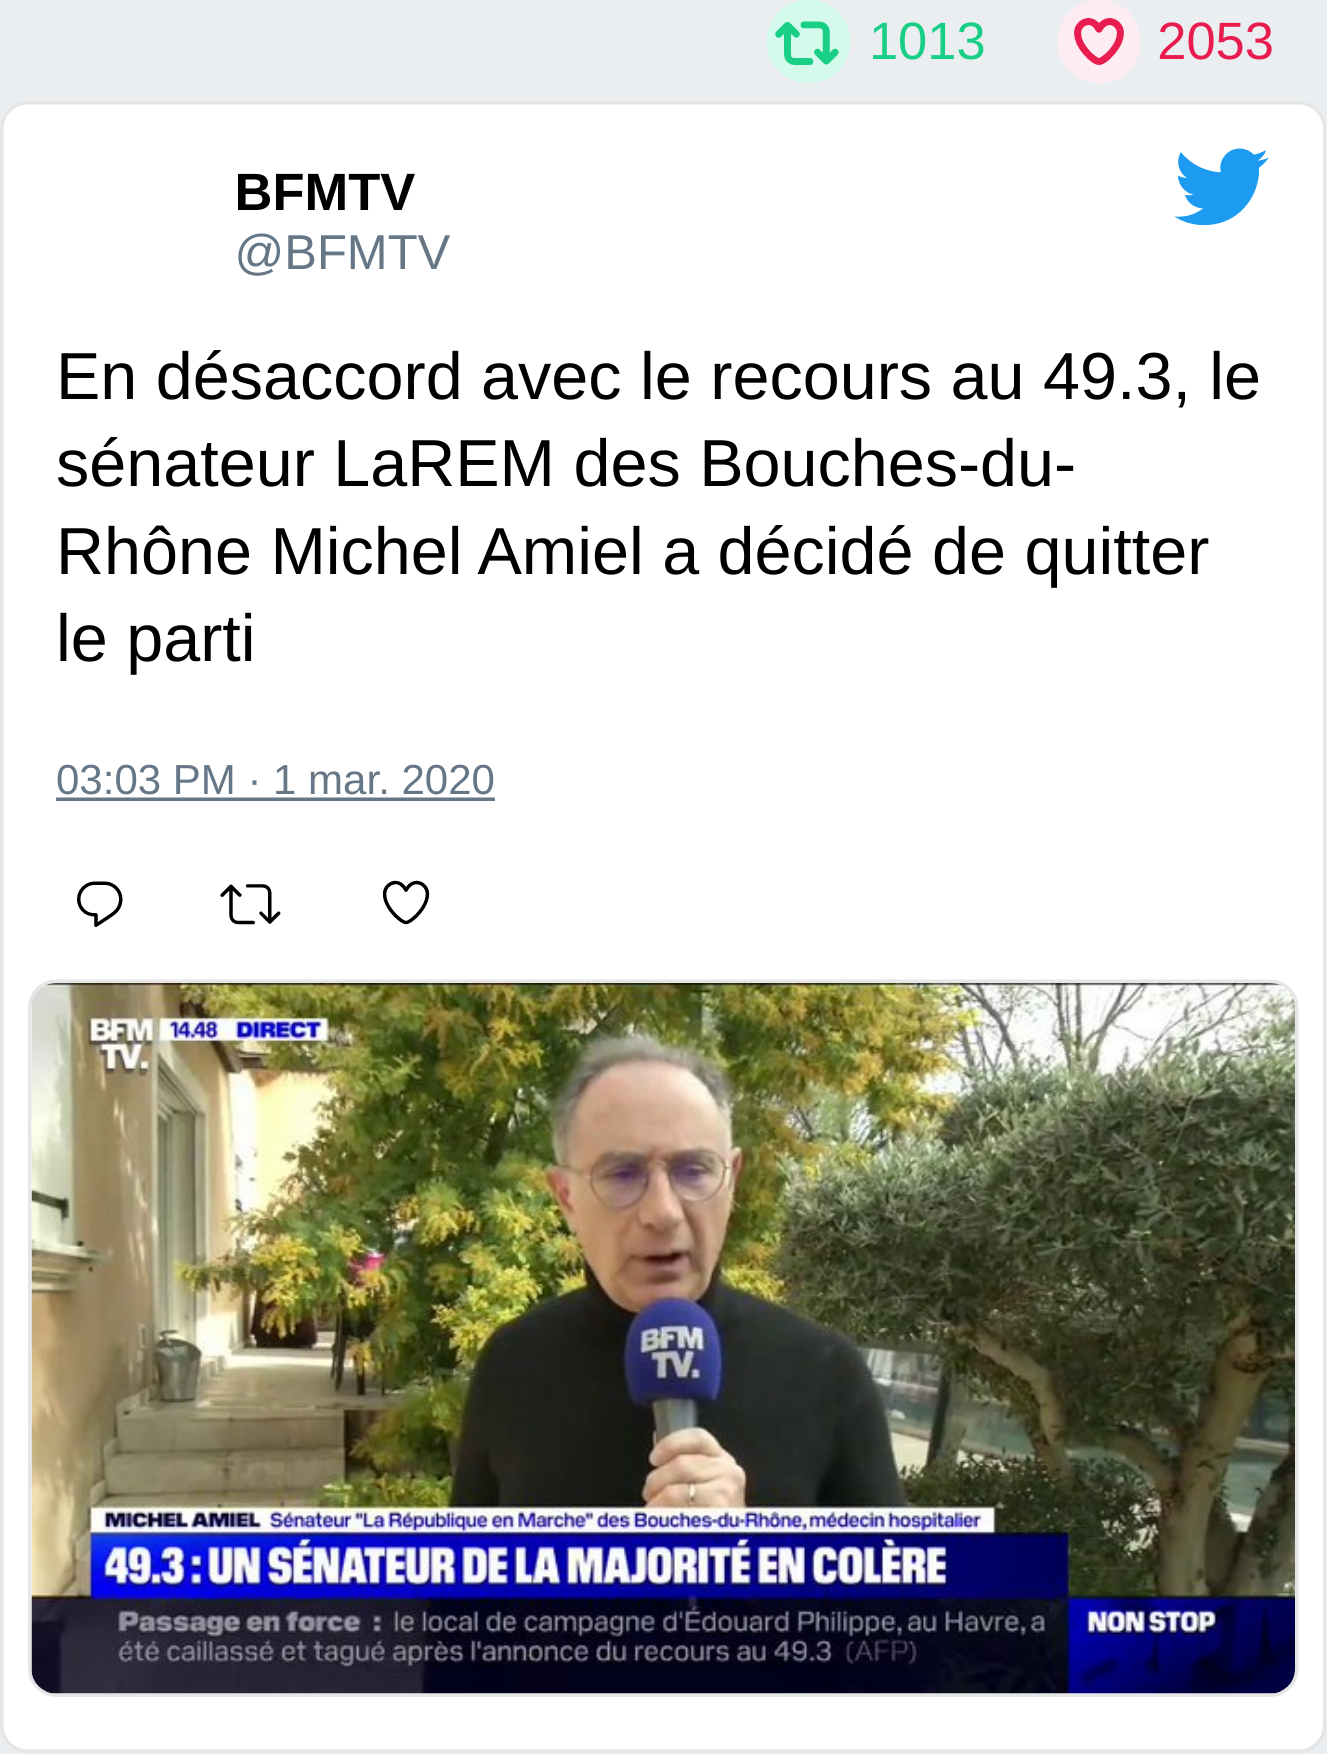 1013 2053
BFMTV
@BFMTV
En désaccord avec le recours au 49.3, le
sénateur LaREM des Bouches-du-
Rhône Michel Amiel a décidé de quitter
le parti
03:03 PM · 1 mar. 2020
BFM 14.48 DIRECT
TV.
BFM
TV.
MICHEL AMIEL Sénateur "La République en Marche" des Bouches-du-Rhône, médecin hospitalier
49.3 : UN SÉNATEUR DE LA MAJORITÉ EN COLÈRE
Passage en force : le local de campagne d'Édouard Philippe, au Havre, a
été caillassé et tagué après l'annonce du recours au 49.3 (AFP)
NON STOP